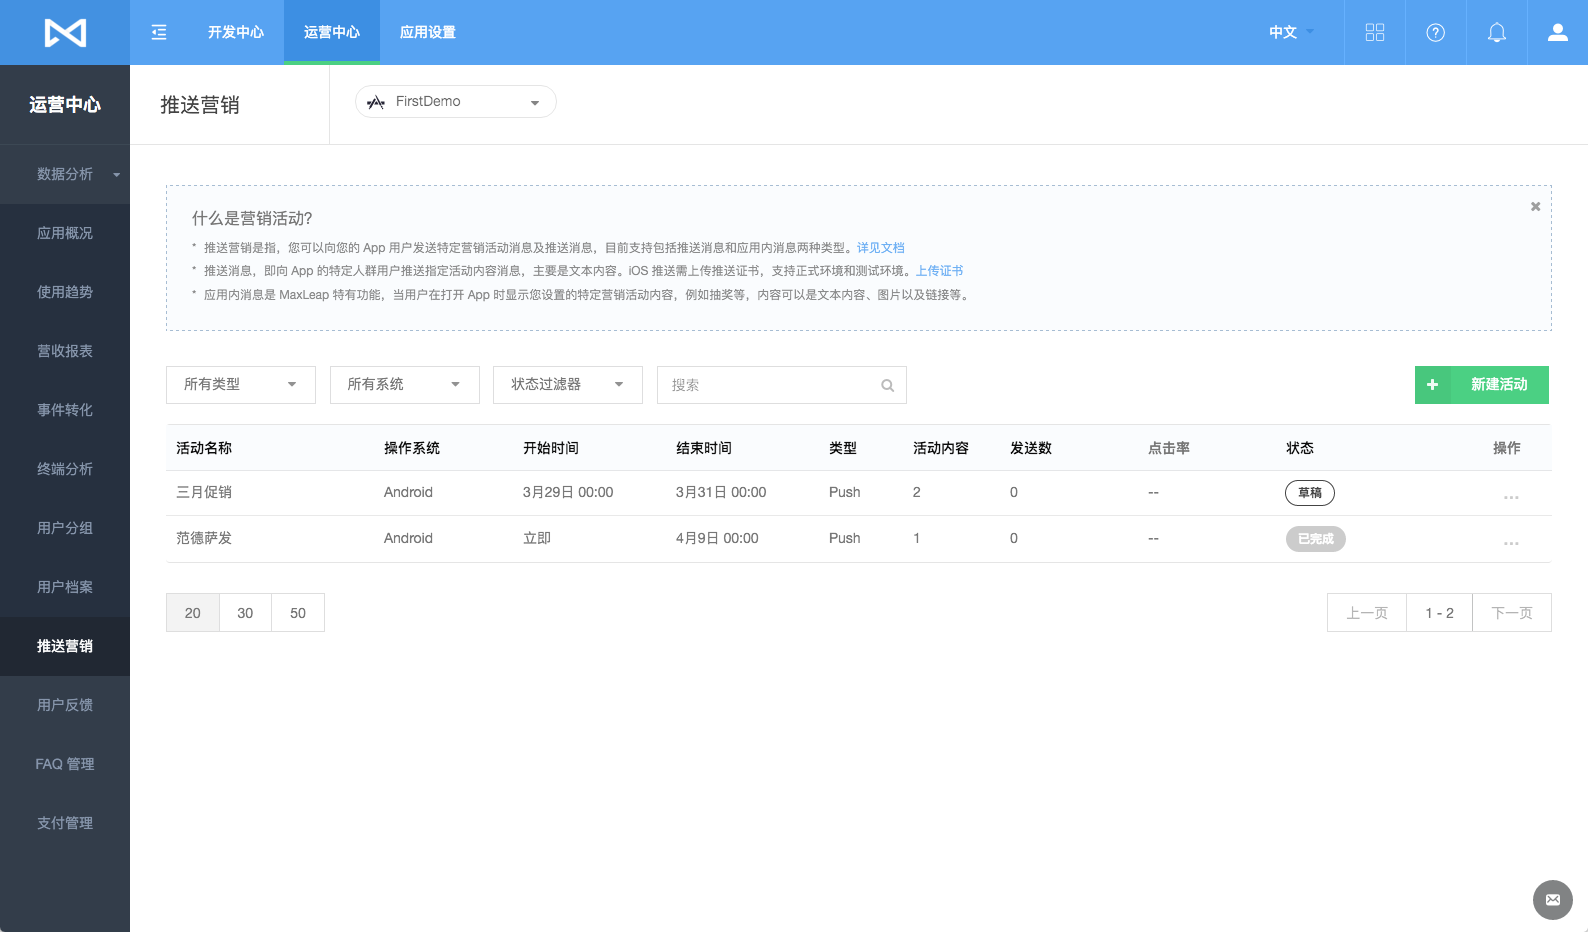 开发中心 运营中心 应用设置 中文
运营中心
推送营销
FirstDemo
数据分析
应用概况
使用趋势
营收报表
事件转化
终端分析
用户分组
用户档案
推送营销
用户反馈
FAQ 管理
支付管理
什么是营销活动?
* 推送营销是指，您可以向您的 App 用户发送特定营销活动消息及推送消息，目前支持包括推送消息和应用内消息两种类型。详见文档
* 推送消息，即向 App 的特定人群用户推送指定活动内容消息，主要是文本内容。iOS 推送需上传推送证书，支持正式环境和测试环境。上传证书
* 应用内消息是 MaxLeap 特有功能，当用户在打开 App 时显示您设置的特定营销活动内容，例如抽奖等，内容可以是文本内容、图片以及链接等。
所有类型 所有系统 状态过滤器 搜索 + 新建活动
活动名称 操作系统 开始时间 结束时间 类型 活动内容 发送数 点击率 状态 操作
三月促销 Android 3月29日 00:00 3月31日 00:00 Push 2 0 -- 草稿 ...
范德萨发 Android 立即 4月9日 00:00 Push 1 0 -- 已完成 ...
20 30 50 上一页 1 - 2 下一页